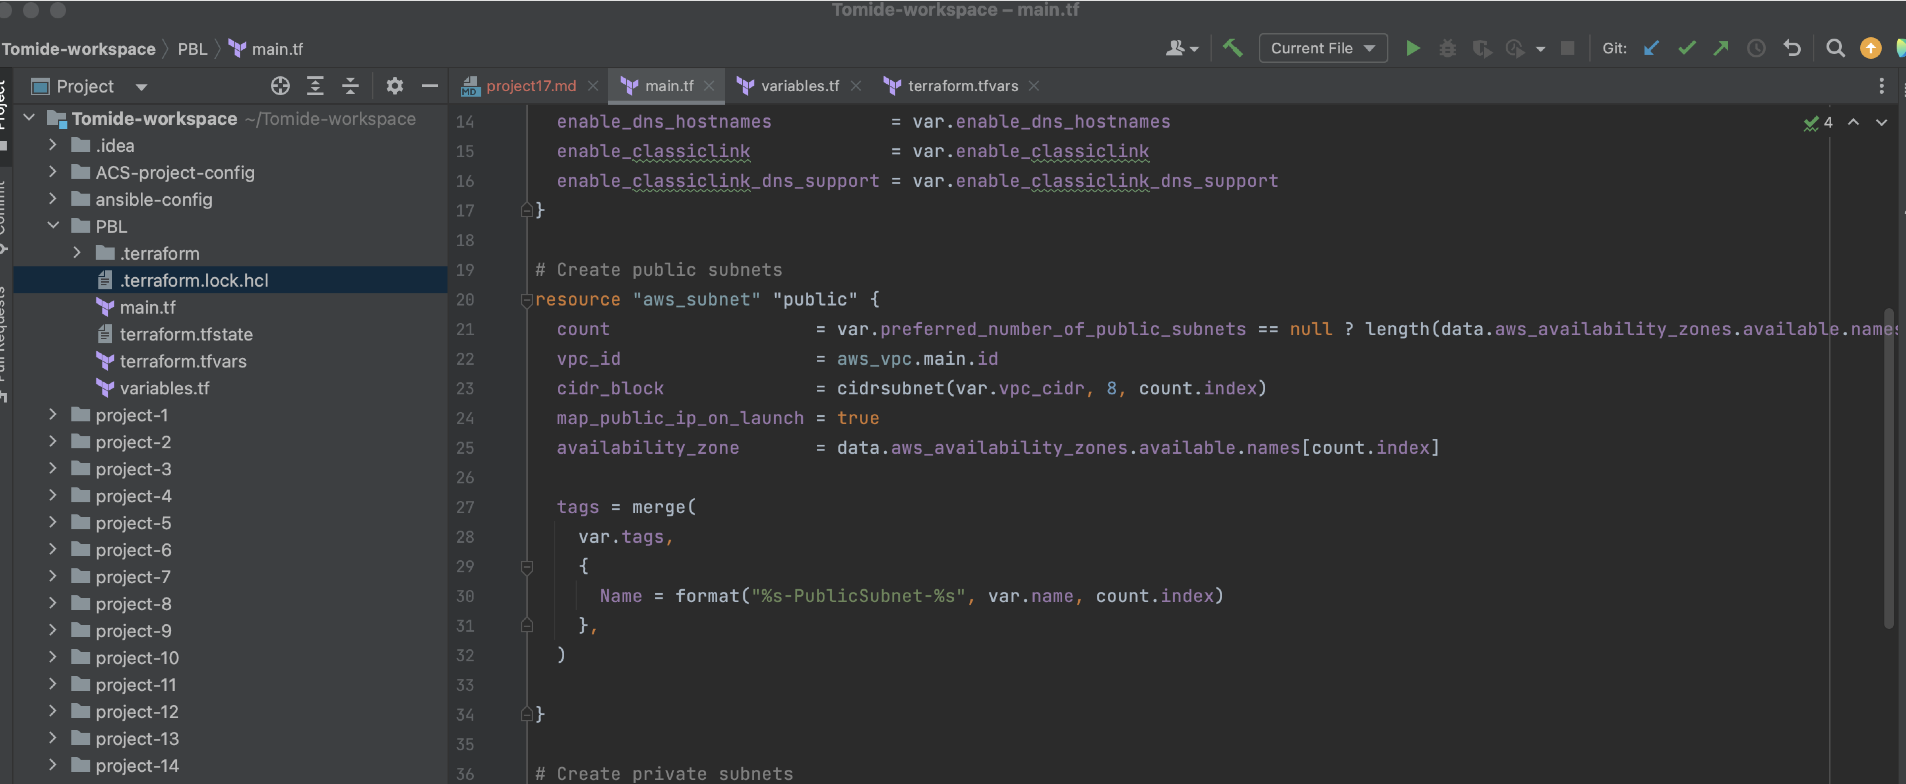 Tomide-workspace – main.tf
Tomide-workspace PBL main.tf
Current File
Git:
Project
project17.md
main.tf
variables.tf
terraform.tfvars
Project
Commit
Pull Requests
Tomide-workspace ~/Tomide-workspace
.idea
ACS-project-config
ansible-config
PBL
.terraform
.terraform.lock.hcl
main.tf
terraform.tfstate
terraform.tfvars
variables.tf
project-1
project-2
project-3
project-4
project-5
project-6
project-7
project-8
project-9
project-10
project-11
project-12
project-13
project-14
4
14 enable_dns_hostnames = var.enable_dns_hostnames
15 enable_classiclink = var.enable_classiclink
16 enable_classiclink_dns_support = var.enable_classiclink_dns_support
17 }
18
19 # Create public subnets
20 resource "aws_subnet" "public" {
21 count = var.preferred_number_of_public_subnets == null ? length(data.aws_availability_zones.available.names
22 vpc_id = aws_vpc.main.id
23 cidr_block = cidrsubnet(var.vpc_cidr, 8, count.index)
24 map_public_ip_on_launch = true
25 availability_zone = data.aws_availability_zones.available.names[count.index]
26
27 tags = merge(
28 var.tags,
29 {
30 Name = format("%s-PublicSubnet-%s", var.name, count.index)
31 },
32 )
33
34 }
35
36 # Create private subnets